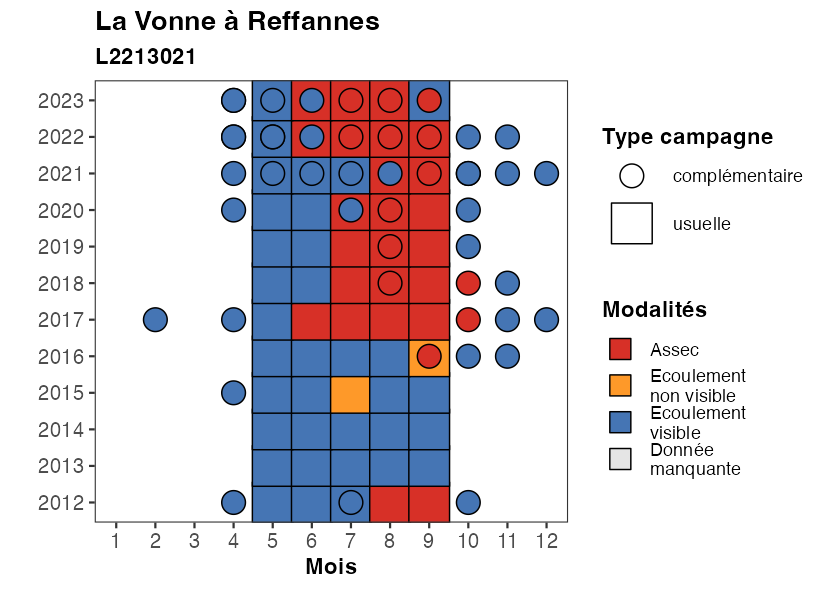 La Vonne à Reffannes
L2213021
2023
2022
2021
2020
2019
2018
2017
2016
2015
2014
2013
2012
1 2 3 4 5 6 7 8 9 10 11 12
Mois
Type campagne
complémentaire
usuelle
Modalités
Assec
Ecoulement
non visible
Ecoulement
visible
Donnée
manquante